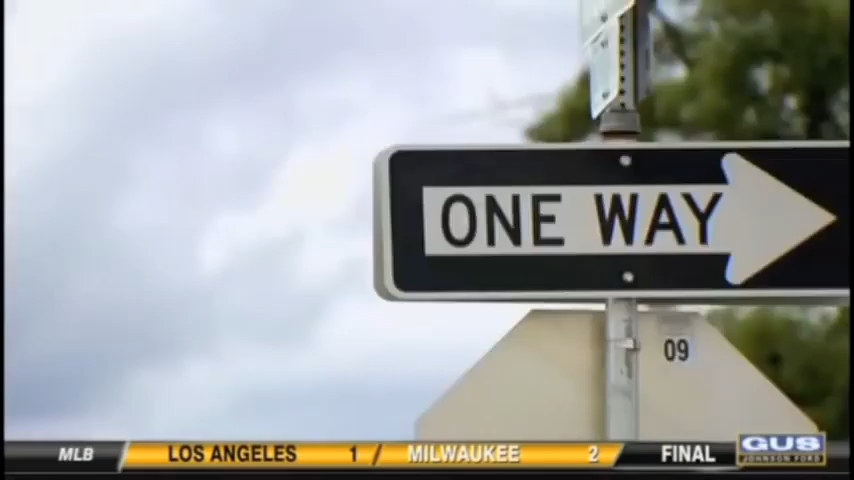 ONE WAY
09
MLB LOS ANGELES 1 MILWAUKEE 2 FINAL GUS
JOHNSON FORD